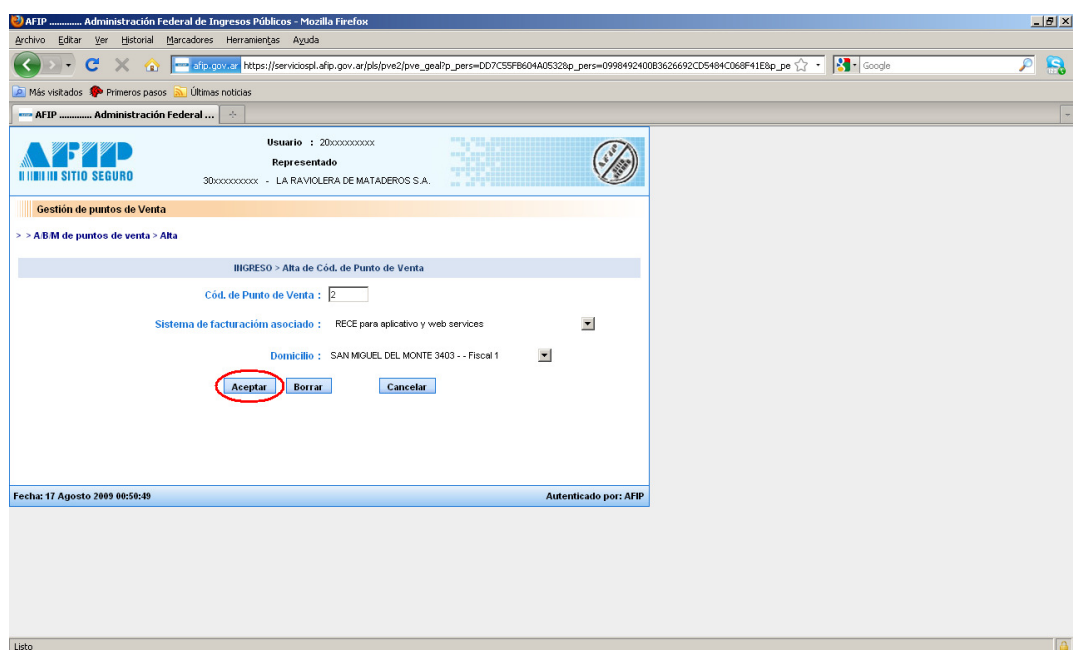 AFIP ............ Administración Federal de Ingresos Públicos - Mozilla Firefox
Archivo Editar Ver Historial Marcadores Herramientas Ayuda
afip.gov.ar https://serviciospl.afip.gov.ar/pls/pve2/pve_geal?p_pers=DD7C55FB604A0532&p_pers=0998492400B3626692CD5484C068F41E&p_pe Google
Más visitados Primeros pasos Últimas noticias
AFIP ............ Administración Federal ...
AFIP
SITIO SEGURO
Usuario : 20xxxxxxxxx
Representado
30xxxxxxxxx - LA RAVIOLERA DE MATADEROS S.A.
Gestión de puntos de Venta
> > A/B/M de puntos de venta > Alta
INGRESO > Alta de Cód. de Punto de Venta
Cód. de Punto de Venta : 2
Sistema de facturacióm asociado : RECE para aplicativo y web services
Domicilio : SAN MIGUEL DEL MONTE 3403 - - Fiscal 1
Aceptar Borrar Cancelar
Fecha: 17 Agosto 2009 00:50:49 Autenticado por: AFIP
Listo